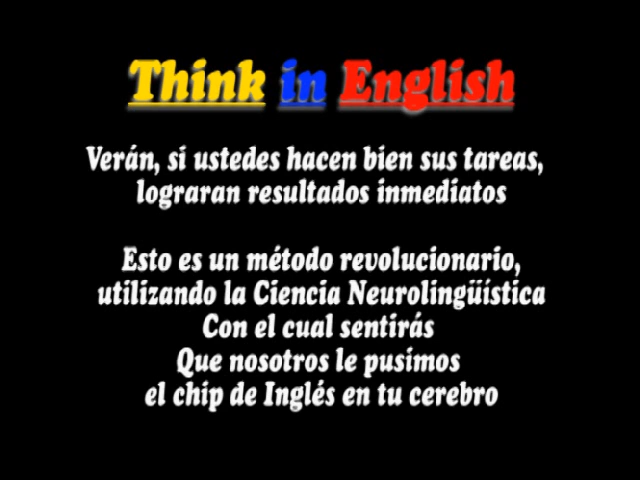 Think in English
Verán, si ustedes hacen bien sus tareas,
lograran resultados inmediatos
Esto es un método revolucionario,
utilizando la Ciencia Neurolingüística
Con el cual sentirás
Que nosotros le pusimos
el chip de Inglés en tu cerebro